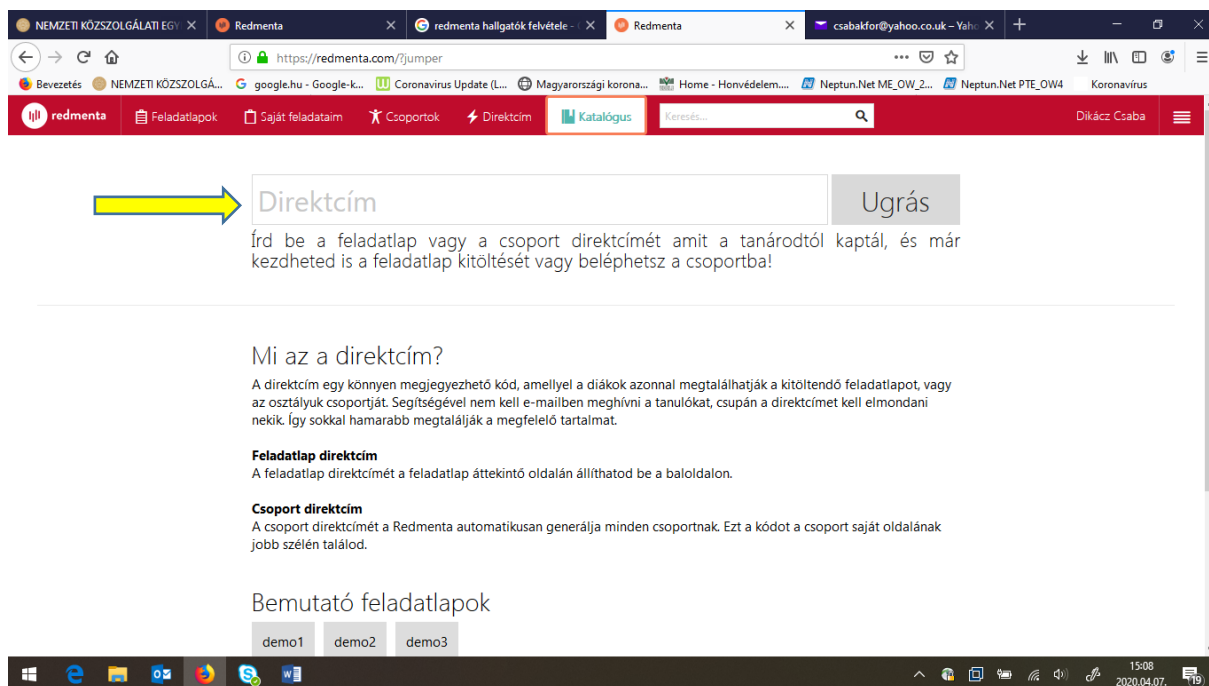 NEMZETI KÖZSZOLGÁLATI EGY
Redmenta
redmenta hallgatók felvétele - 
Redmenta
csabakfor@yahoo.co.uk – Yaho
https://redmenta.com/?jumper
Bevezetés
NEMZETI KÖZSZOLGÁ...
google.hu - Google-k...
Coronavirus Update (L...
Magyarországi korona...
Home - Honvédelem....
Neptun.Net ME_OW_2...
Neptun.Net PTE_OW4
Koronavírus
redmenta
Feladatlapok
Saját feladataim
Csoportok
Direktcím
Katalógus
Keresés...
Dikácz Csaba
Direktcím
Ugrás
Írd be a feladatlap vagy a csoport direktcímét amit a tanárodtól kaptál, és már
kezdheted is a feladatlap kitöltését vagy beléphetsz a csoportba!
Mi az a direktcím?
A direktcím egy könnyen megjegyezhető kód, amellyel a diákok azonnal megtalálhatják a kitöltendő feladatlapot, vagy
az osztályuk csoportját. Segítségével nem kell e-mailben meghívni a tanulókat, csupán a direktcímet kell elmondani
nekik. Így sokkal hamarabb megtalálják a megfelelő tartalmat.
Feladatlap direktcím
A feladatlap direktcímét a feladatlap áttekintő oldalán állíthatod be a baloldalon.
Csoport direktcím
A csoport direktcímét a Redmenta automatikusan generálja minden csoportnak. Ezt a kódot a csoport saját oldalának
jobb szélén találod.
Bemutató feladatlapok
demo1
demo2
demo3
15:08
2020.04.07.
19